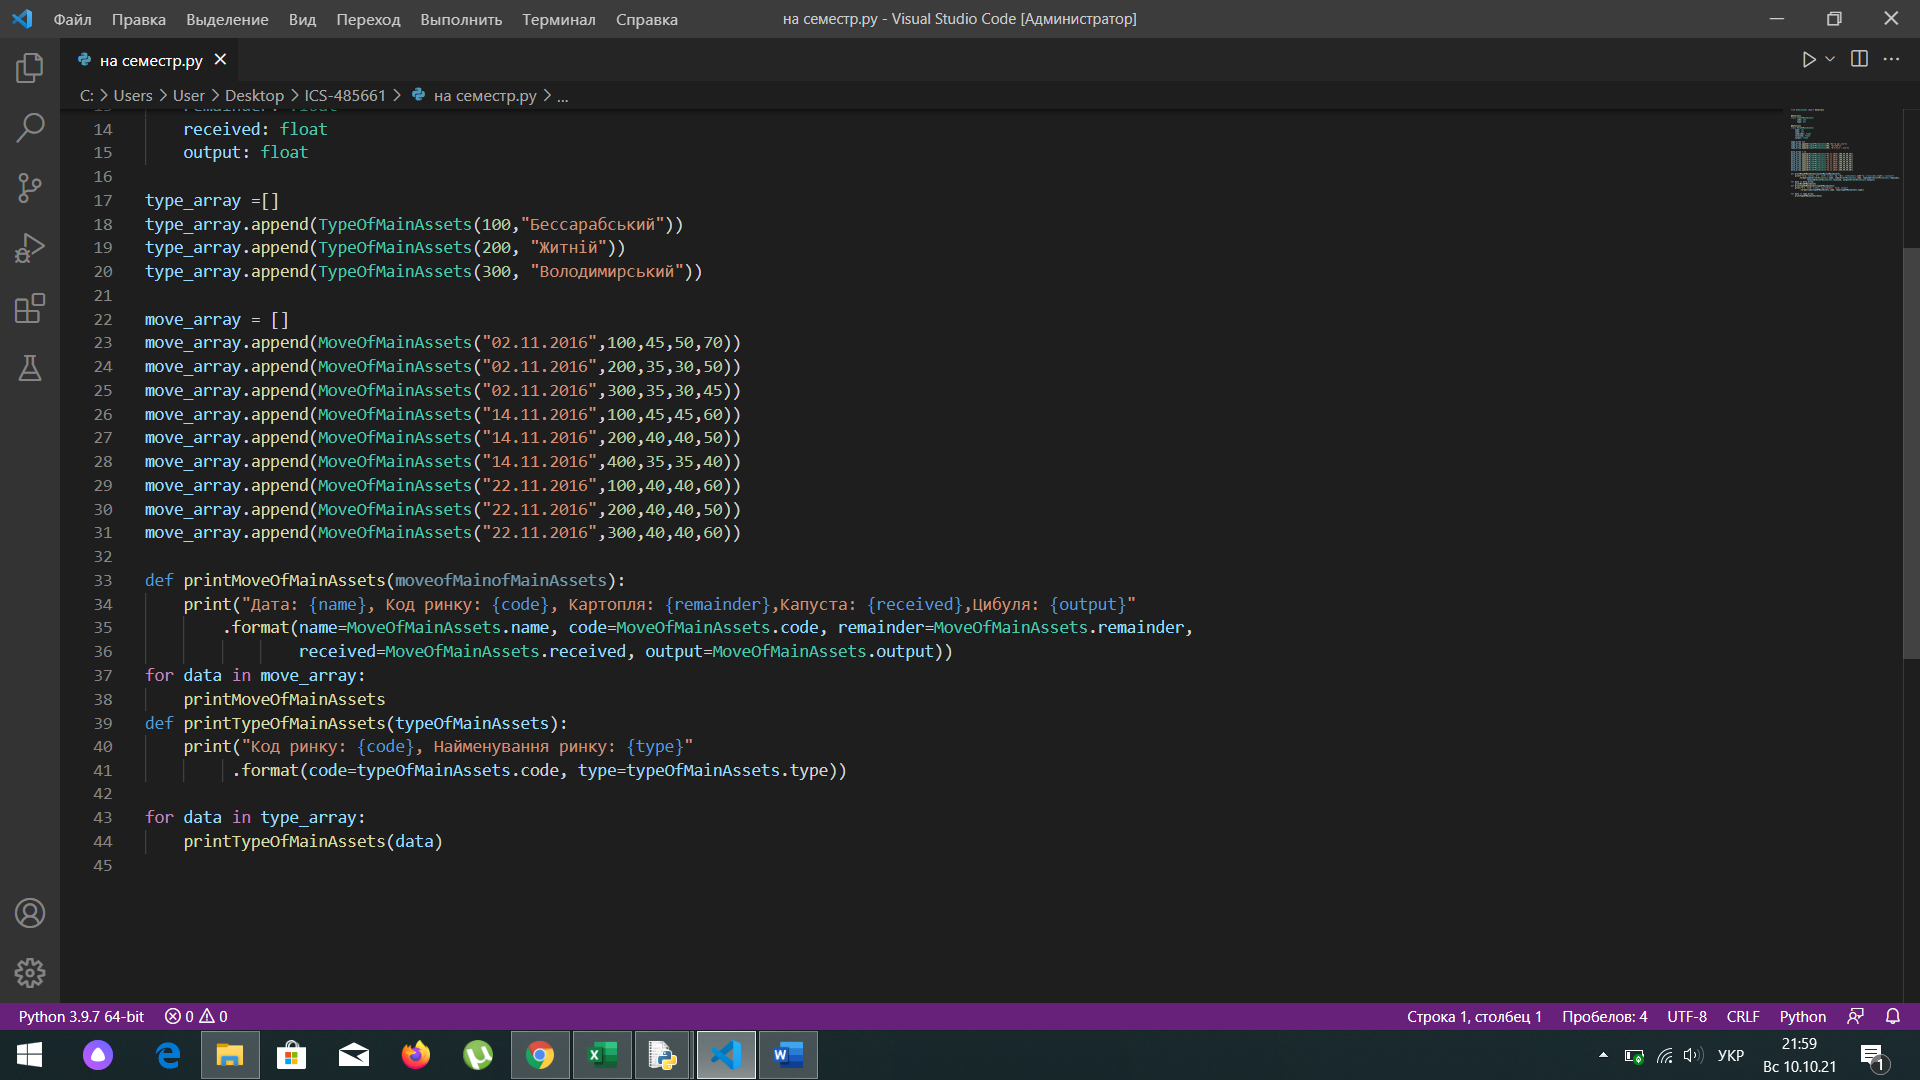 Файл Правка Выделение Вид Переход Выполнить Терминал Справка на семестр.py - Visual Studio Code [Администратор]
на семестр.py
C: > Users > User > Desktop > ICS-485661 > на семестр.py > ...
14 received: float
15 output: float
16
17 type_array =[]
18 type_array.append(TypeOfMainAssets(100,"Бессарабський"))
19 type_array.append(TypeOfMainAssets(200, "Житній"))
20 type_array.append(TypeOfMainAssets(300, "Володимирський"))
21
22 move_array = []
23 move_array.append(MoveOfMainAssets("02.11.2016",100,45,50,70))
24 move_array.append(MoveOfMainAssets("02.11.2016",200,35,30,50))
25 move_array.append(MoveOfMainAssets("02.11.2016",300,35,30,45))
26 move_array.append(MoveOfMainAssets("14.11.2016",100,45,45,60))
27 move_array.append(MoveOfMainAssets("14.11.2016",200,40,40,50))
28 move_array.append(MoveOfMainAssets("14.11.2016",400,35,35,40))
29 move_array.append(MoveOfMainAssets("22.11.2016",100,40,40,60))
30 move_array.append(MoveOfMainAssets("22.11.2016",200,40,40,50))
31 move_array.append(MoveOfMainAssets("22.11.2016",300,40,40,60))
32
33 def printMoveOfMainAssets(moveofMainofMainAssets):
34 print("Дата: {name}, Код ринку: {code}, Картопля: {remainder},Капуста: {received},Цибуля: {output}"
35 .format(name=MoveOfMainAssets.name, code=MoveOfMainAssets.code, remainder=MoveOfMainAssets.remainder,
36 received=MoveOfMainAssets.received, output=MoveOfMainAssets.output))
37 for data in move_array:
38 printMoveOfMainAssets
39 def printTypeOfMainAssets(typeOfMainAssets):
40 print("Код ринку: {code}, Найменування ринку: {type}"
41 .format(code=typeOfMainAssets.code, type=typeOfMainAssets.type))
42
43 for data in type_array:
44 printTypeOfMainAssets(data)
45
Python 3.9.7 64-bit 0 0 Строка 1, столбец 1 Пробелов: 4 UTF-8 CRLF Python
УКР 21:59
Вс 10.10.21 1